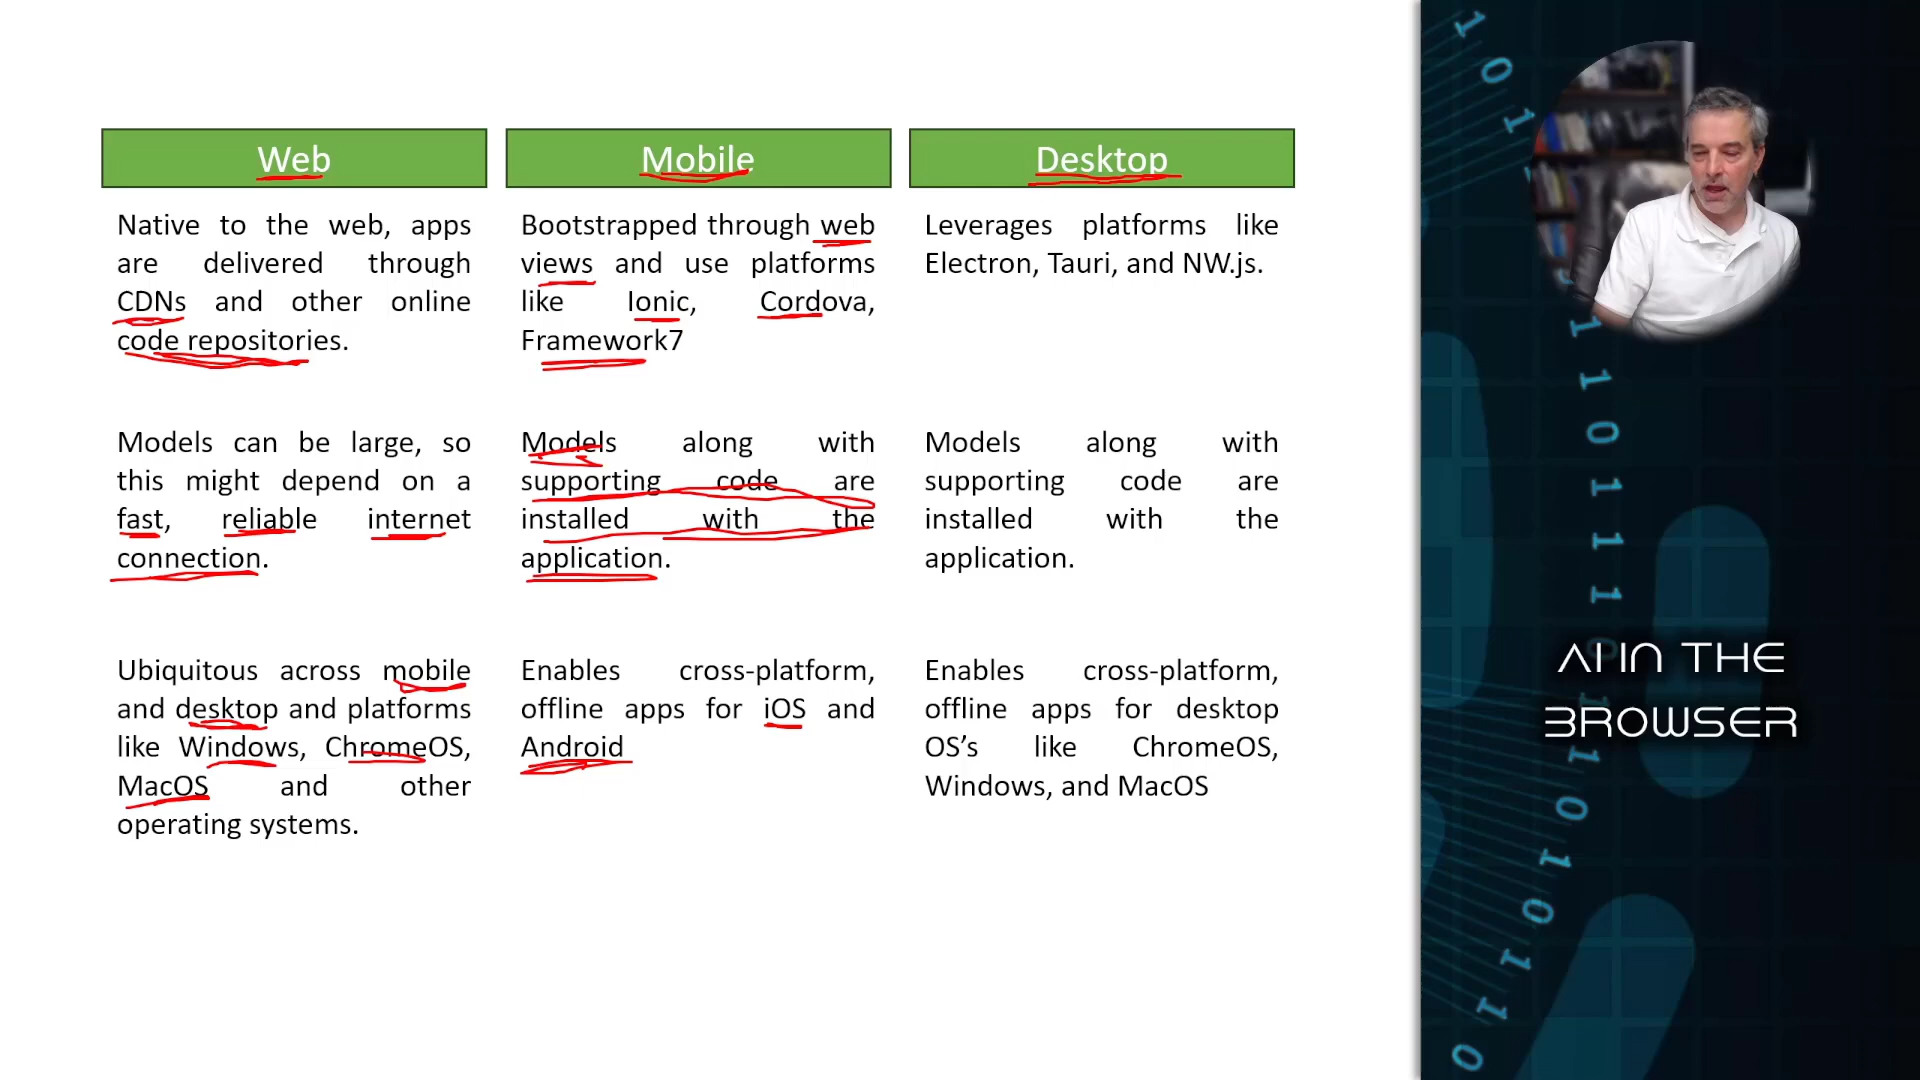 Web
Native to the web, apps
are delivered through
CDNs and other online
code repositories.
Models can be large, so
this might depend on a
fast, reliable internet
connection.
Ubiquitous across mobile
and desktop and platforms
like Windows, ChromeOS,
MacOS and other
operating systems.
Mobile
Bootstrapped through web
views and use platforms
like Ionic, Cordova,
Framework7
Models along with
supporting code are
installed with the
application.
Enables cross-platform,
offline apps for iOS and
Android
Desktop
Leverages platforms like
Electron, Tauri, and NW.js.
Models along with
supporting code are
installed with the
application.
Enables cross-platform,
offline apps for desktop
OS’s like ChromeOS,
Windows, and MacOS
AI IN THE
BROWSER